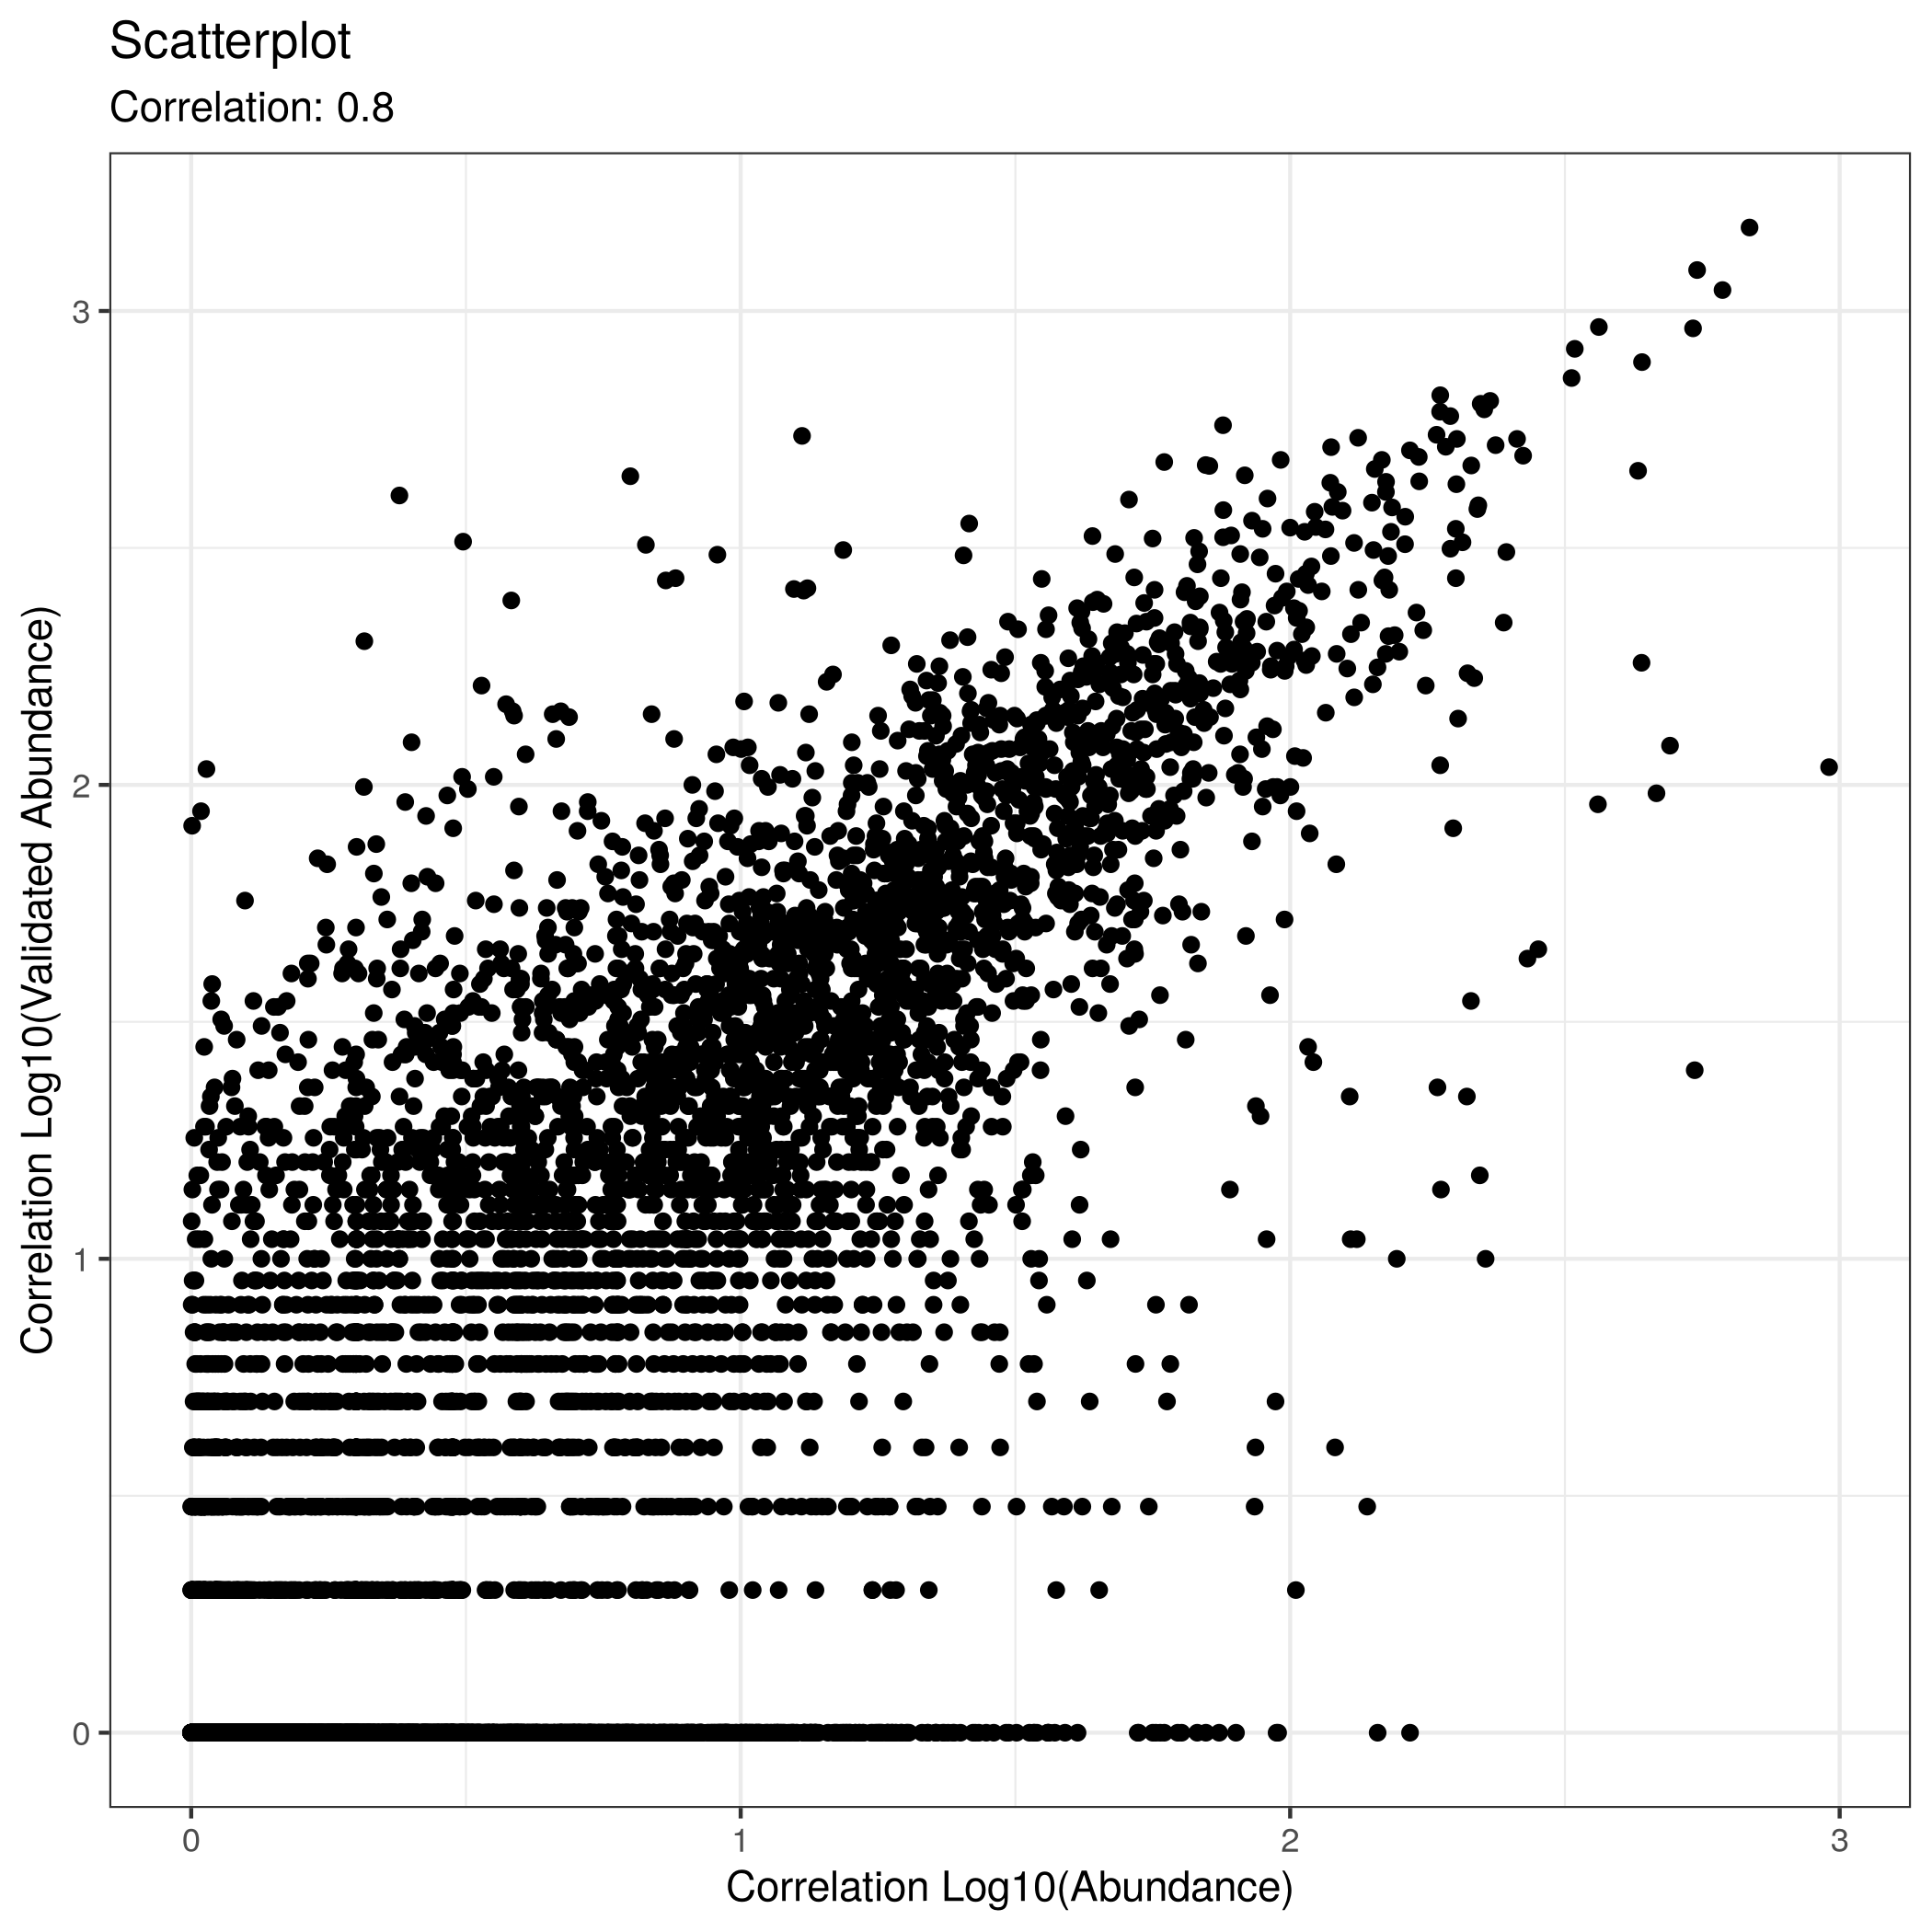 Scatterplot
Correlation: 0.8
3
2
1
0
Correlation Log10(Validated Abundance)
0 1 2 3
Correlation Log10(Abundance)